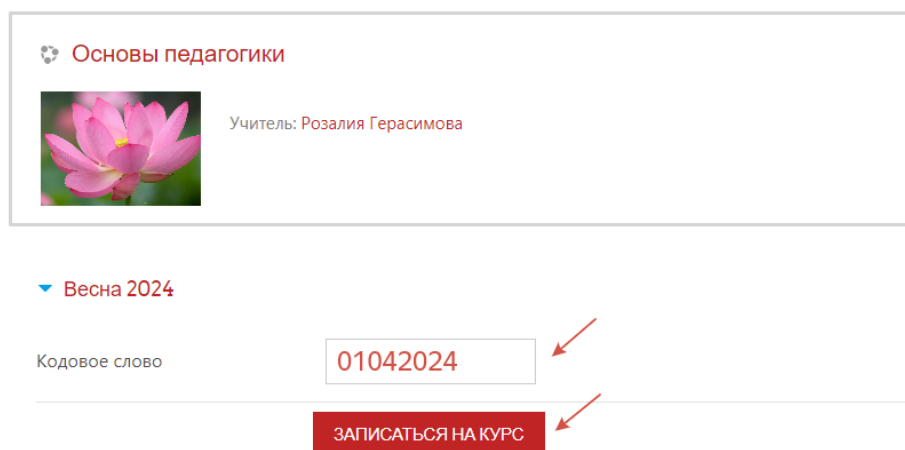 Основы педагогики
Учитель: Розалия Герасимова
Весна 2024
Кодовое слово
01042024
ЗАПИСАТЬСЯ НА КУРС